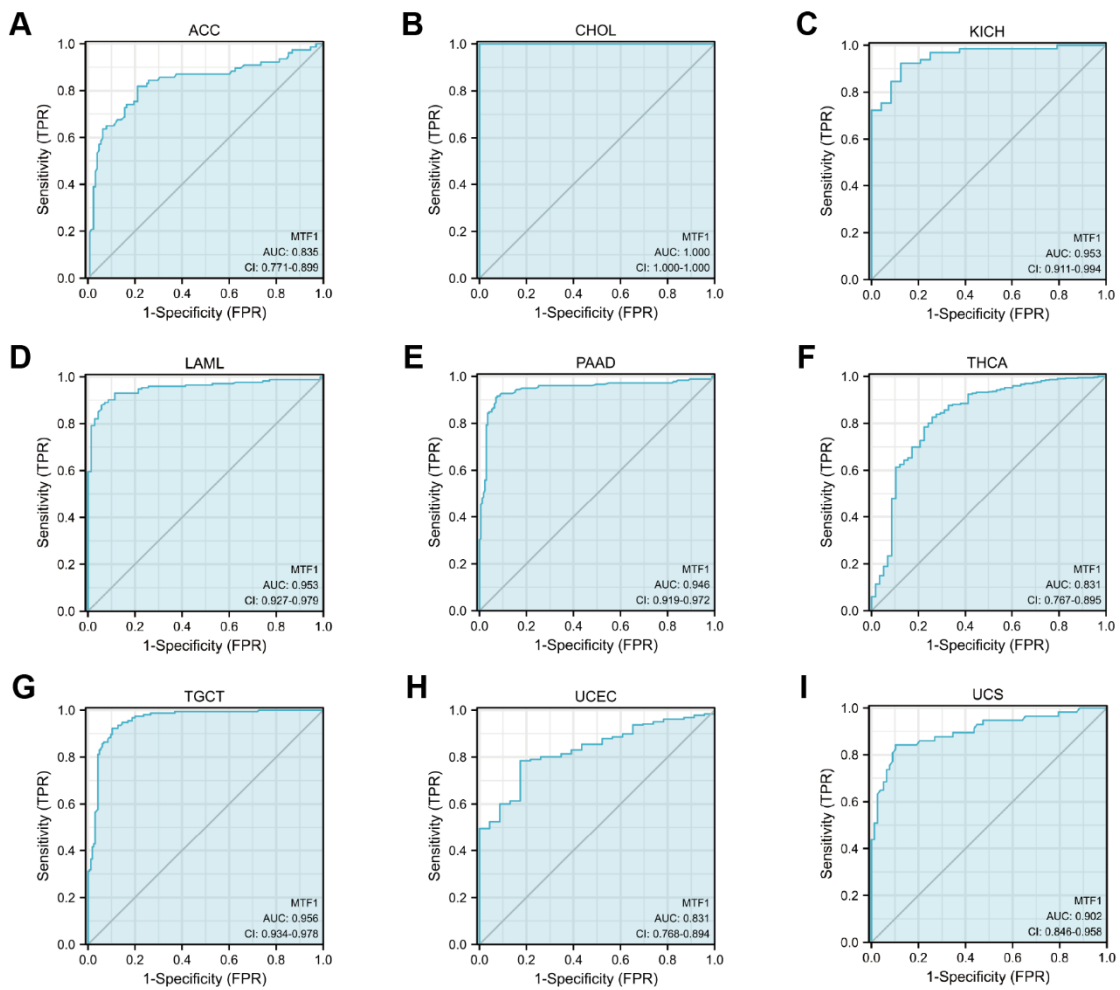 A
ACC
1.0
0.8
0.6
0.4
0.2
0.0
Sensitivity (TPR)
MTF1
AUC: 0.835
CI: 0.771-0.899
0.0 0.2 0.4 0.6 0.8 1.0
1-Specificity (FPR)
B
CHOL
1.0
0.8
0.6
0.4
0.2
0.0
Sensitivity (TPR)
MTF1
AUC: 1.000
CI: 1.000-1.000
0.0 0.2 0.4 0.6 0.8 1.0
1-Specificity (FPR)
C
KICH
1.0
0.8
0.6
0.4
0.2
0.0
Sensitivity (TPR)
MTF1
AUC: 0.953
CI: 0.911-0.994
0.0 0.2 0.4 0.6 0.8 1.0
1-Specificity (FPR)
D
LAML
1.0
0.8
0.6
0.4
0.2
0.0
Sensitivity (TPR)
MTF1
AUC: 0.953
CI: 0.927-0.979
0.0 0.2 0.4 0.6 0.8 1.0
1-Specificity (FPR)
E
PAAD
1.0
0.8
0.6
0.4
0.2
0.0
Sensitivity (TPR)
MTF1
AUC: 0.946
CI: 0.919-0.972
0.0 0.2 0.4 0.6 0.8 1.0
1-Specificity (FPR)
F
THCA
1.0
0.8
0.6
0.4
0.2
0.0
Sensitivity (TPR)
MTF1
AUC: 0.831
CI: 0.767-0.895
0.0 0.2 0.4 0.6 0.8 1.0
1-Specificity (FPR)
G
TGCT
1.0
0.8
0.6
0.4
0.2
0.0
Sensitivity (TPR)
MTF1
AUC: 0.956
CI: 0.934-0.978
0.0 0.2 0.4 0.6 0.8 1.0
1-Specificity (FPR)
H
UCEC
1.0
0.8
0.6
0.4
0.2
0.0
Sensitivity (TPR)
MTF1
AUC: 0.831
CI: 0.768-0.894
0.0 0.2 0.4 0.6 0.8 1.0
1-Specificity (FPR)
I
UCS
1.0
0.8
0.6
0.4
0.2
0.0
Sensitivity (TPR)
MTF1
AUC: 0.902
CI: 0.846-0.958
0.0 0.2 0.4 0.6 0.8 1.0
1-Specificity (FPR)